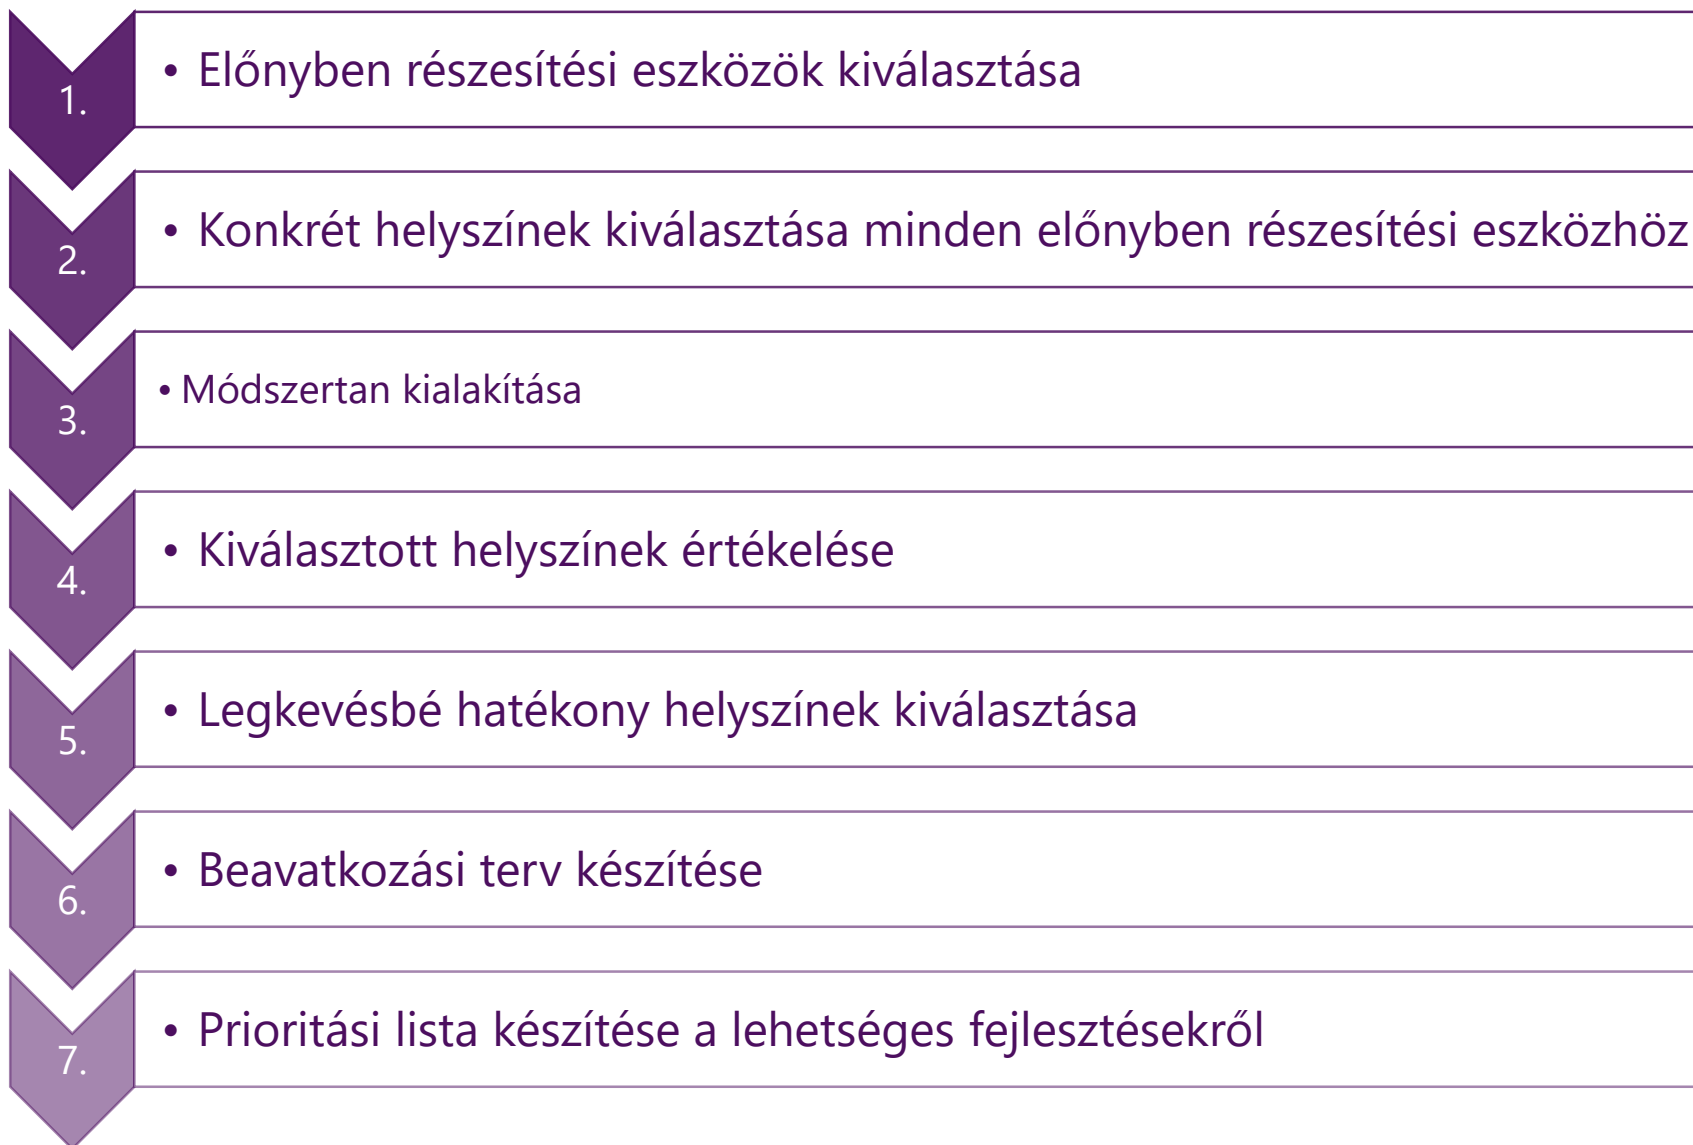 1.
• Előnyben részesítési eszközök kiválasztása
2.
• Konkrét helyszínek kiválasztása minden előnyben részesítési eszközhöz
3.
• Módszertan kialakítása
4.
• Kiválasztott helyszínek értékelése
5.
• Legkevésbé hatékony helyszínek kiválasztása
6.
• Beavatkozási terv készítése
7.
• Prioritási lista készítése a lehetséges fejlesztésekről